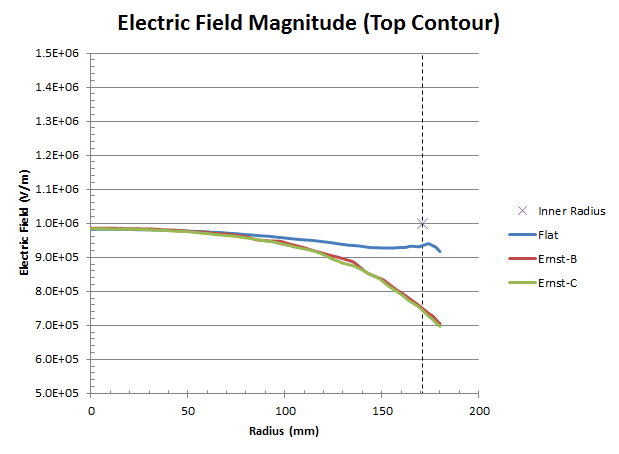 Electric Field Magnitude (Top Contour)
1.5E+06
1.4E+06
1.3E+06
1.2E+06
1.1E+06
1.0E+06
9.0E+05
8.0E+05
7.0E+05
6.0E+05
5.0E+05
Electric Field (V/m)
0
50
100
150
200
Radius (mm)
Inner Radius
Flat
Ernst-B
Ernst-C